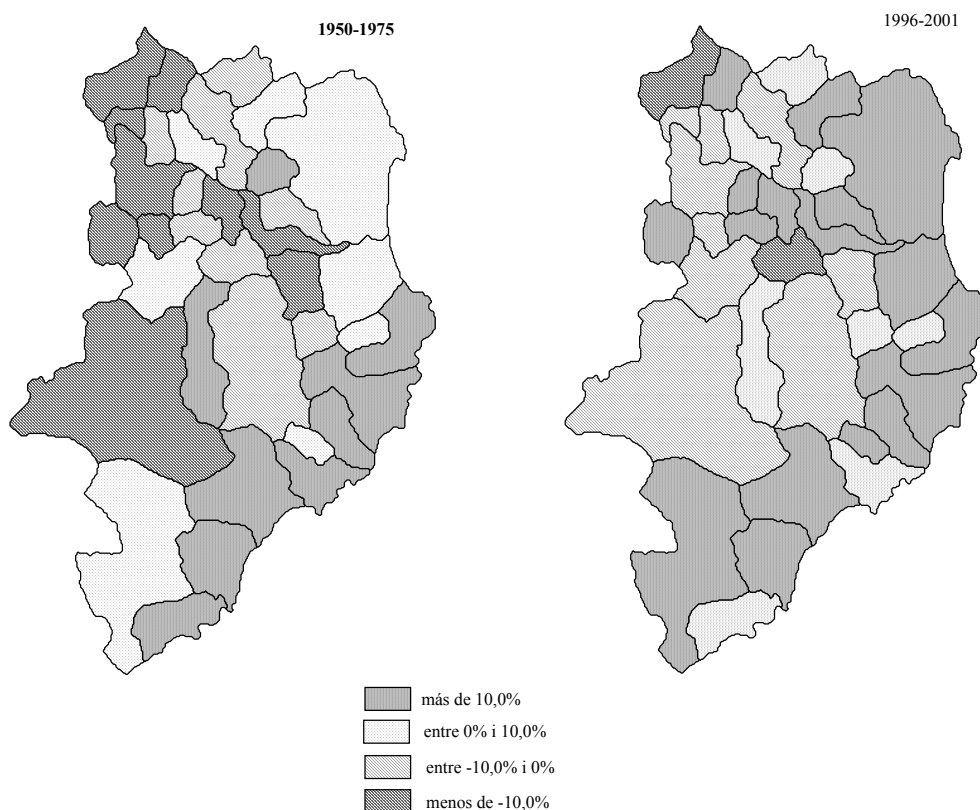 1950-1975
1996-2001
más de 10,0%
entre 0% i 10,0%
entre -10,0% i 0%
menos de -10,0%